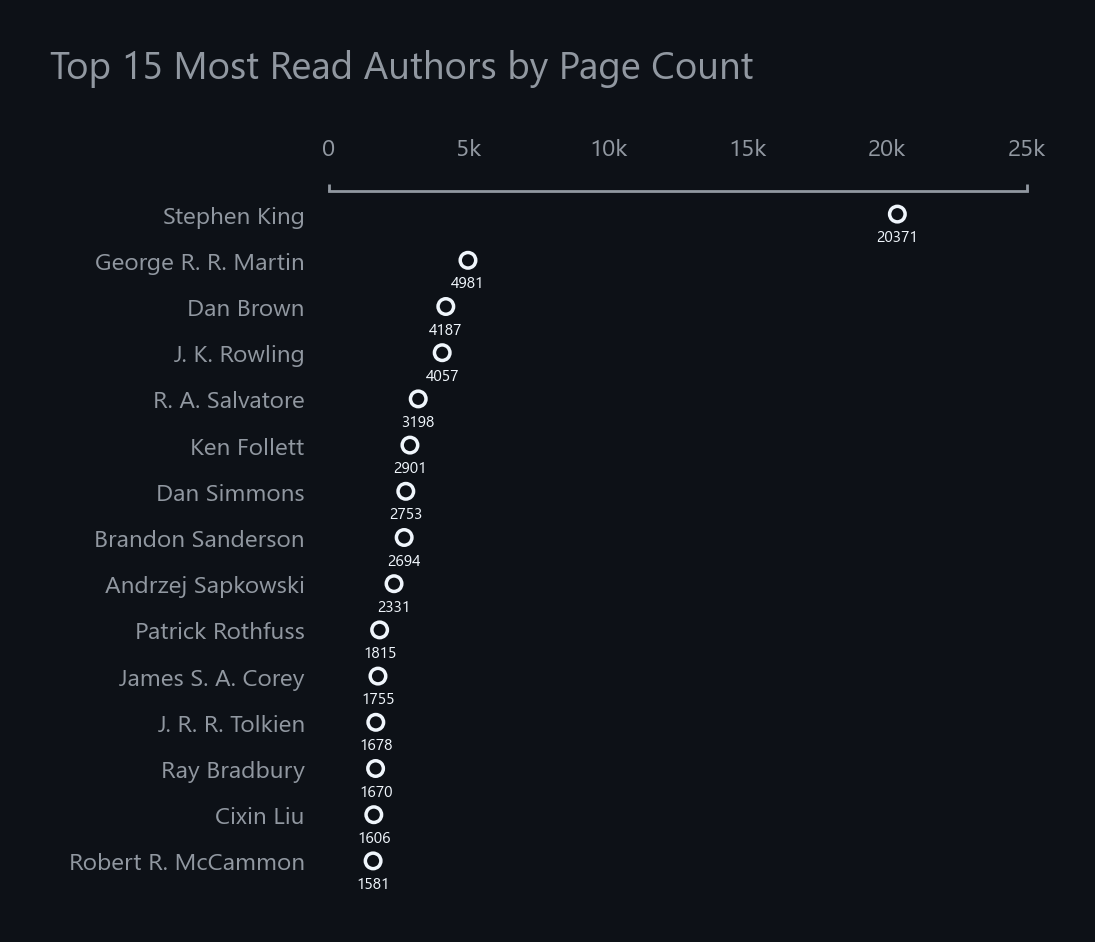 Top 15 Most Read Authors by Page Count
0 5k 10k 15k 20k 25k
Stephen King
20371
George R. R. Martin
4981
Dan Brown
4187
J. K. Rowling
4057
R. A. Salvatore
3198
Ken Follett
2901
Dan Simmons
2753
Brandon Sanderson
2694
Andrzej Sapkowski
2331
Patrick Rothfuss
1815
James S. A. Corey
1755
J. R. R. Tolkien
1678
Ray Bradbury
1670
Cixin Liu
1606
Robert R. McCammon
1581